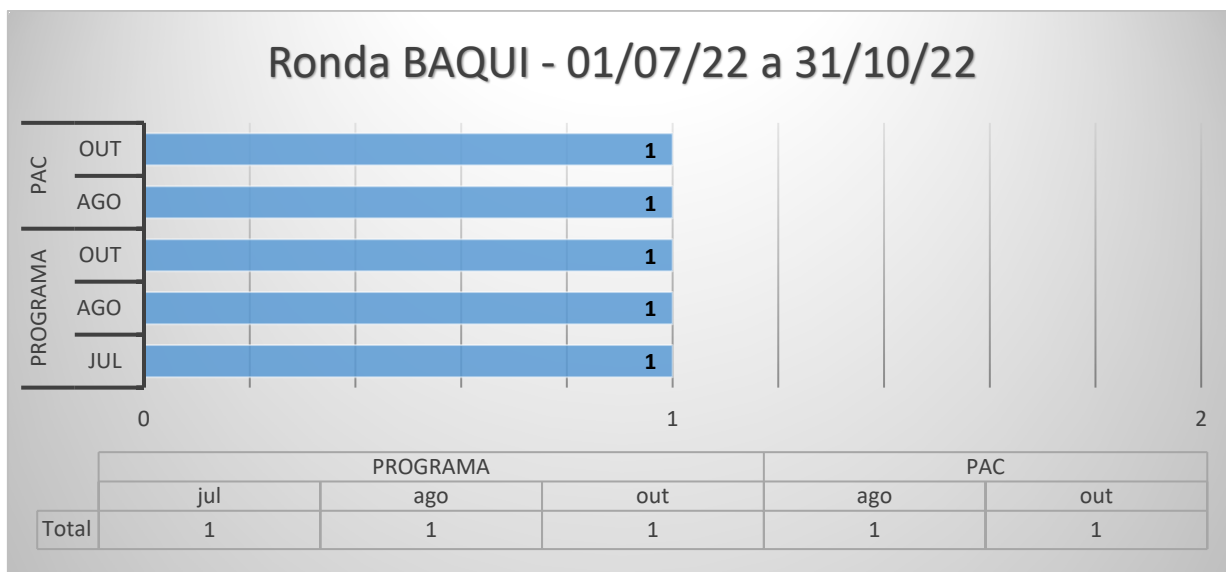 Ronda BAQUI - 01/07/22 a 31/10/22
PAC
OUT 1
AGO 1
PROGRAMA
OUT 1
AGO 1
JUL 1
0 1 2
PROGRAMA PAC
jul ago out ago out
Total 1 1 1 1 1